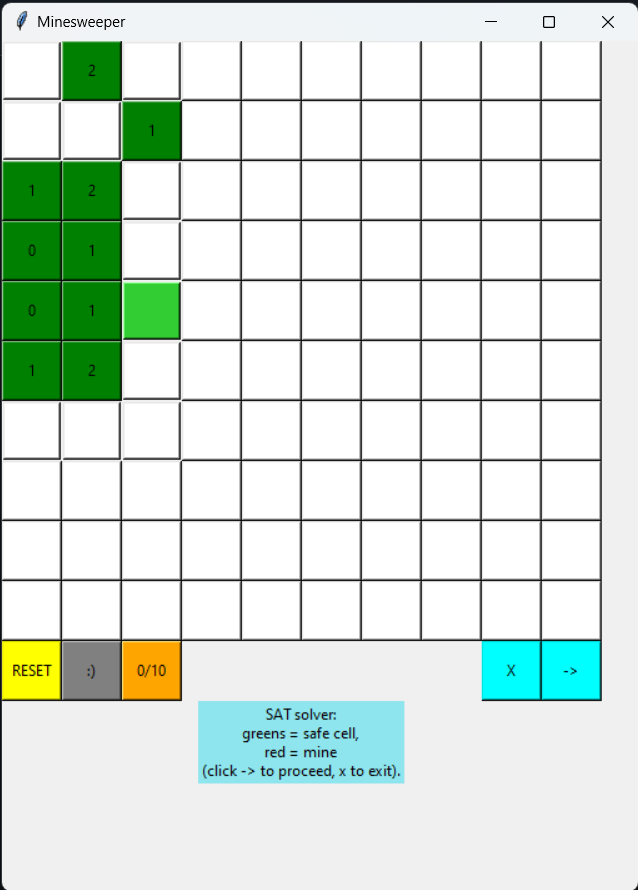 Minesweeper
2
1
1 2
0 1
0 1
1 2
RESET :) 0/10 X ->
SAT solver:
greens = safe cell,
red = mine
(click -> to proceed, x to exit).